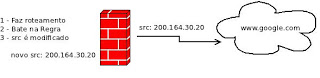 1 - Faz roteamento
2 - Bate na Regra
3 - src é modificado
novo src: 200.164.30.20
src: 200.164.30.20
www.google.com